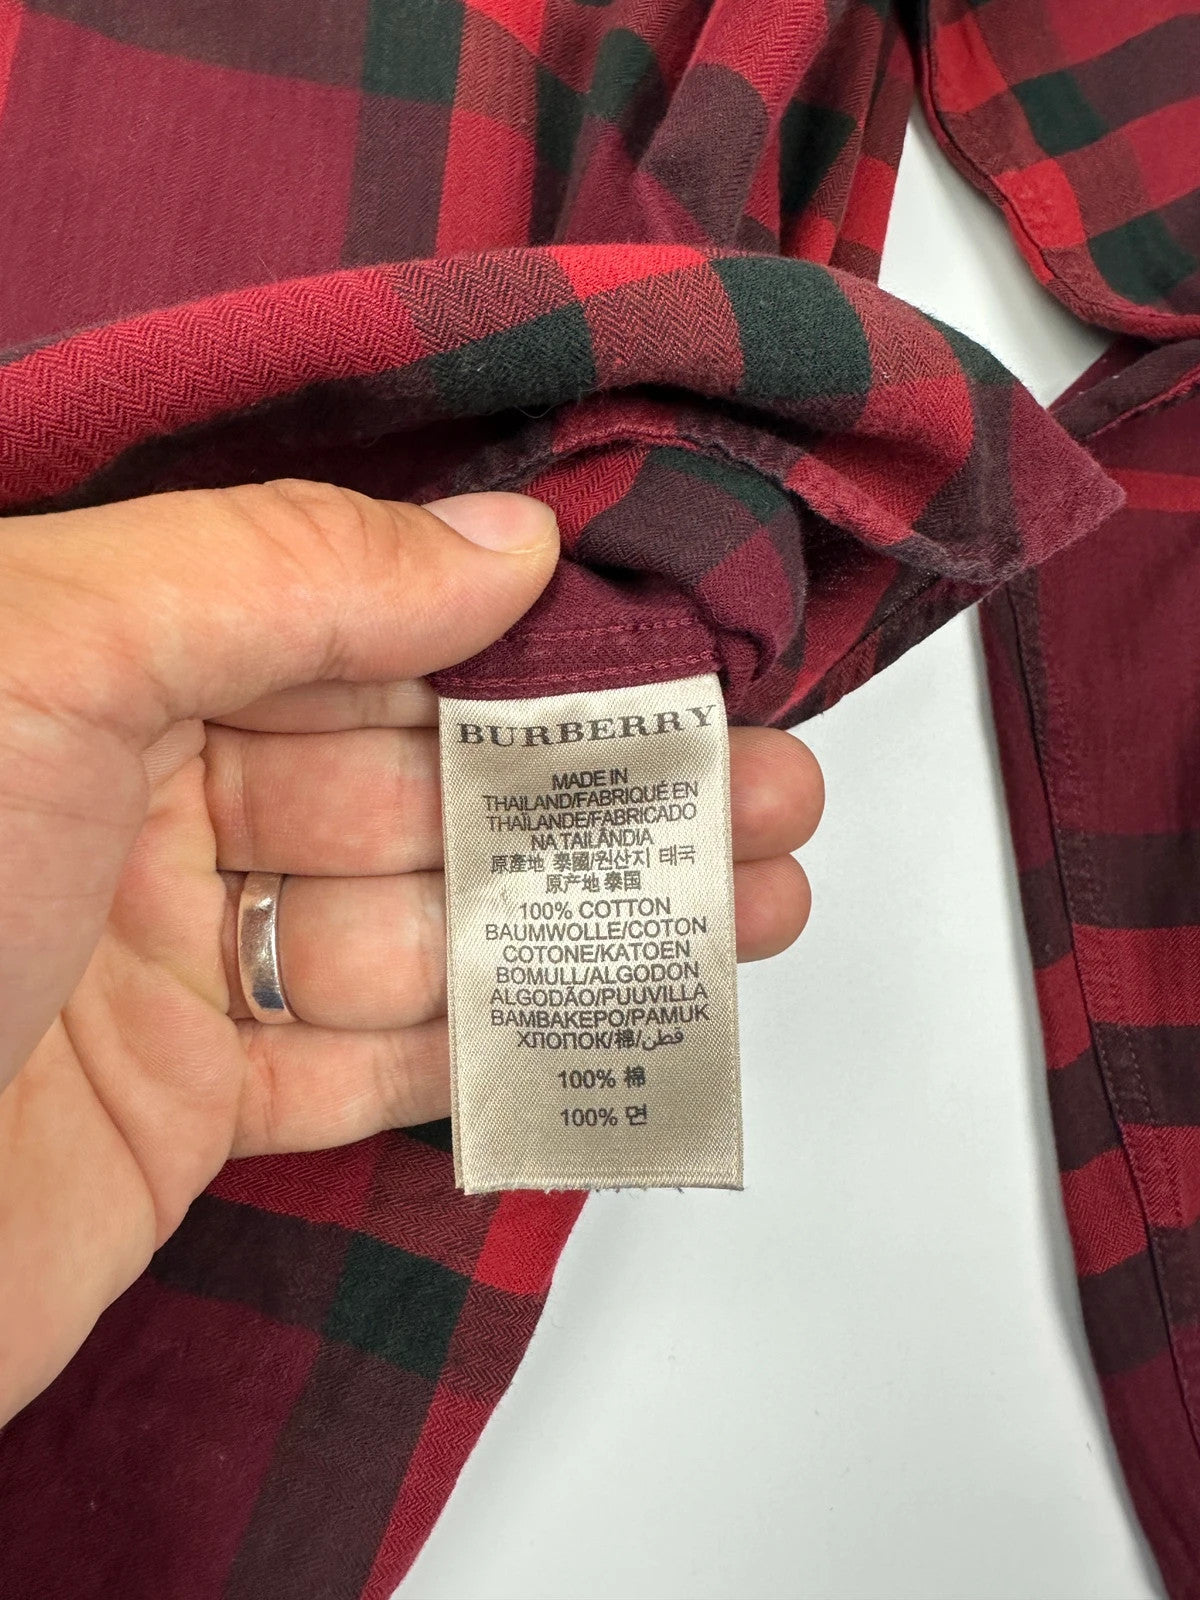 BURBERRY
MADE IN
THAILAND/FABRIQUÉ EN
THAÏLANDE/FABRICADO
NA TAILÂNDIA
原產地 泰國/원산지 태국
原产地 泰国
100% COTTON
BAUMWOLLE/COTON
COTONE/KATOEN
BOMULL/ALGODON
ALGODÃO/PUUVILLA
BAMBAKEPO/PAMUK
ХЛОПОК/棉/قطن
100% 棉
100% 면